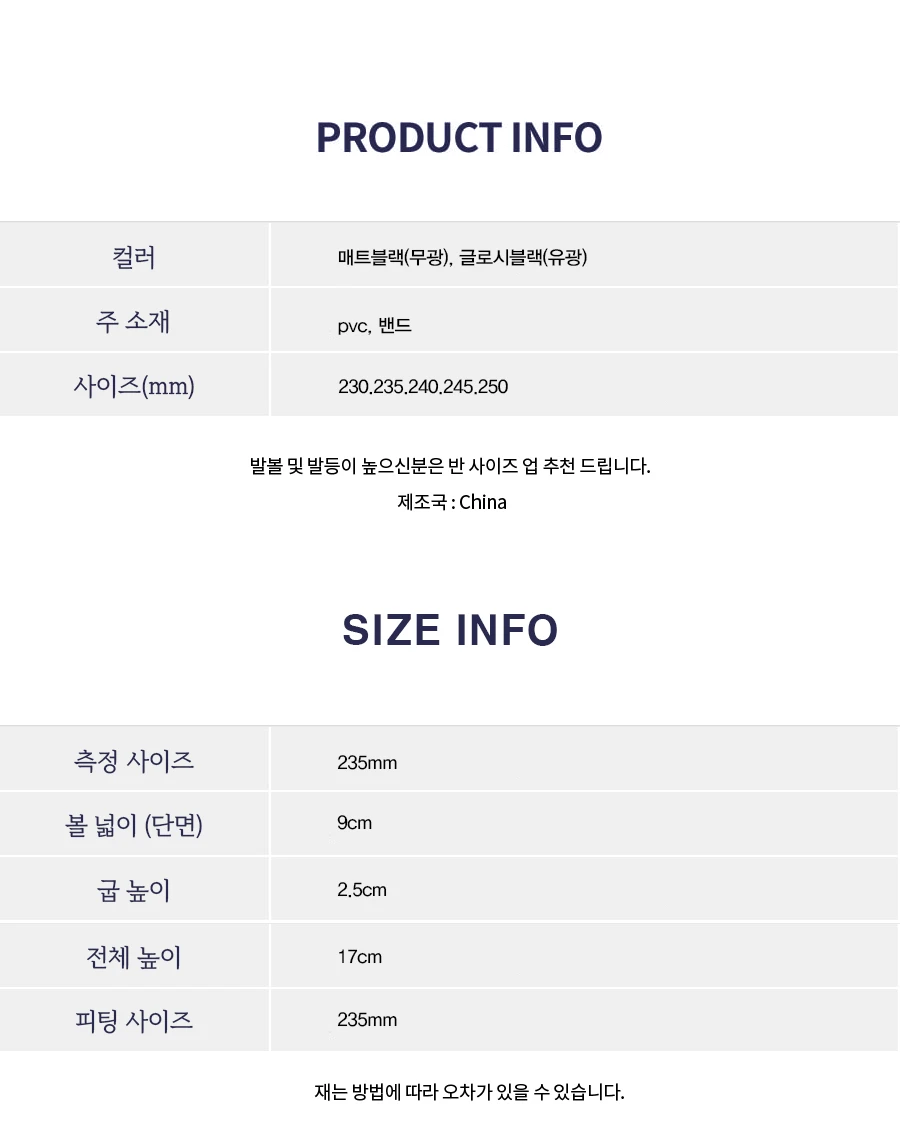 PRODUCT INFO
컬러 매트블랙(무광), 글로시블랙(유광)
주 소재 pvc, 밴드
사이즈(mm) 230.235.240.245.250
발볼 및 발등이 높으신분은 반 사이즈 업 추천 드립니다.
제조국 : China
SIZE INFO
측정 사이즈 235mm
볼 넓이 (단면) 9cm
굽 높이 2.5cm
전체 높이 17cm
피팅 사이즈 235mm
재는 방법에 따라 오차가 있을 수 있습니다.